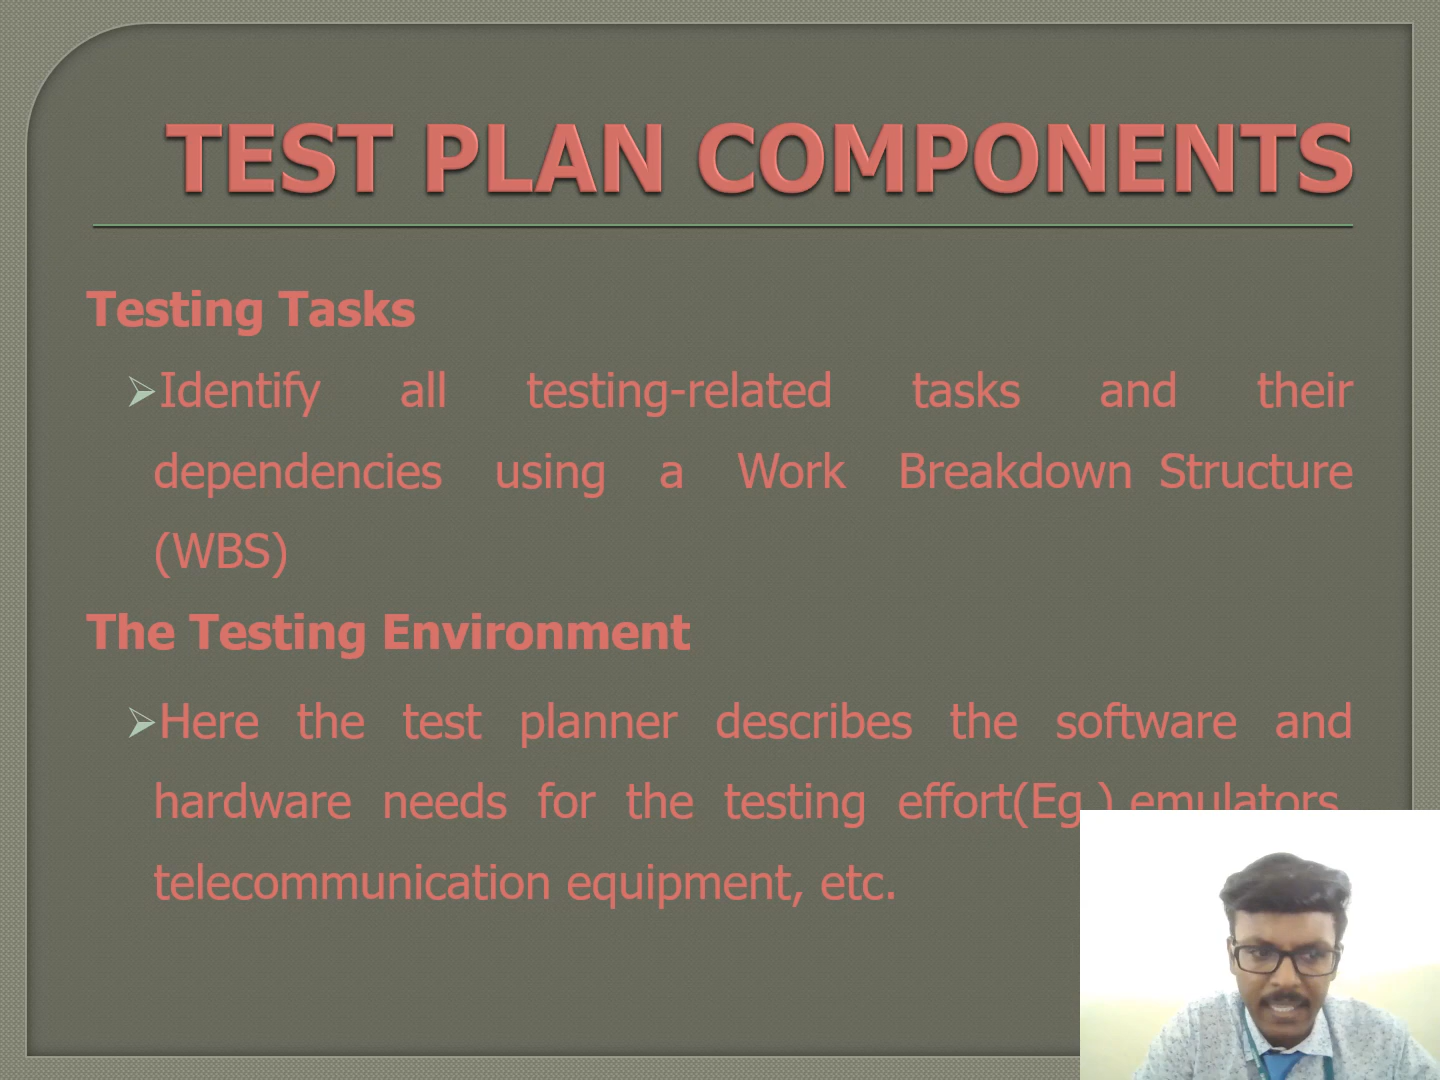 TEST PLAN COMPONENTS
Testing Tasks
Identify all testing-related tasks and their
dependencies using a Work Breakdown Structure
(WBS)
The Testing Environment
Here the test planner describes the software and
hardware needs for the testing effort(Eg.) emulators,
telecommunication equipment, etc.